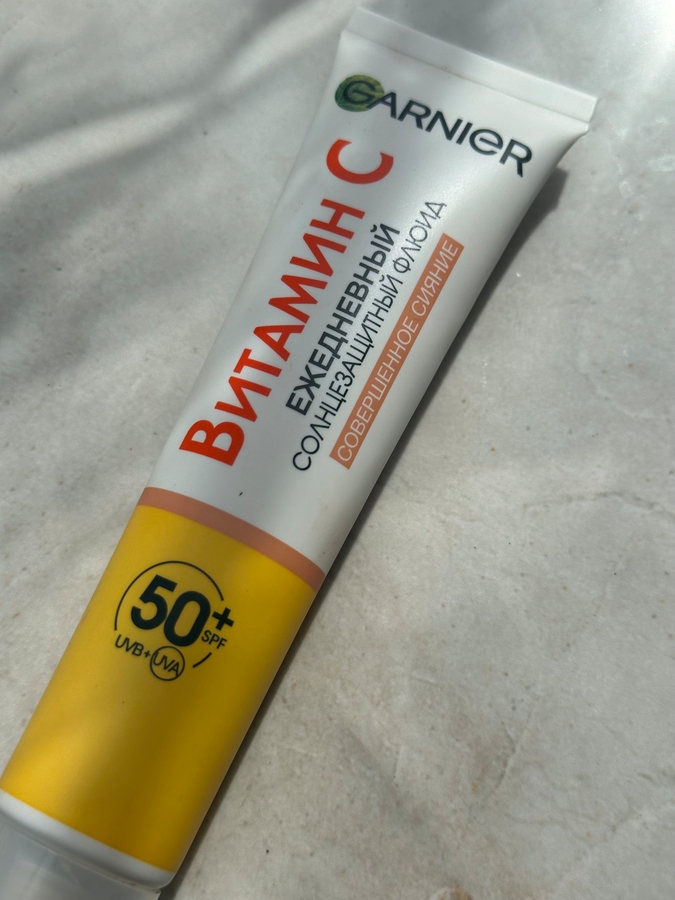 GARNIER
ВИТАМИН C
ЕЖЕДНЕВНЫЙ
СОЛНЦЕЗАЩИТНЫЙ ФЛЮИД
СОВЕРШЕННОЕ СИЯНИЕ
50+
SPF
UVB+UVA